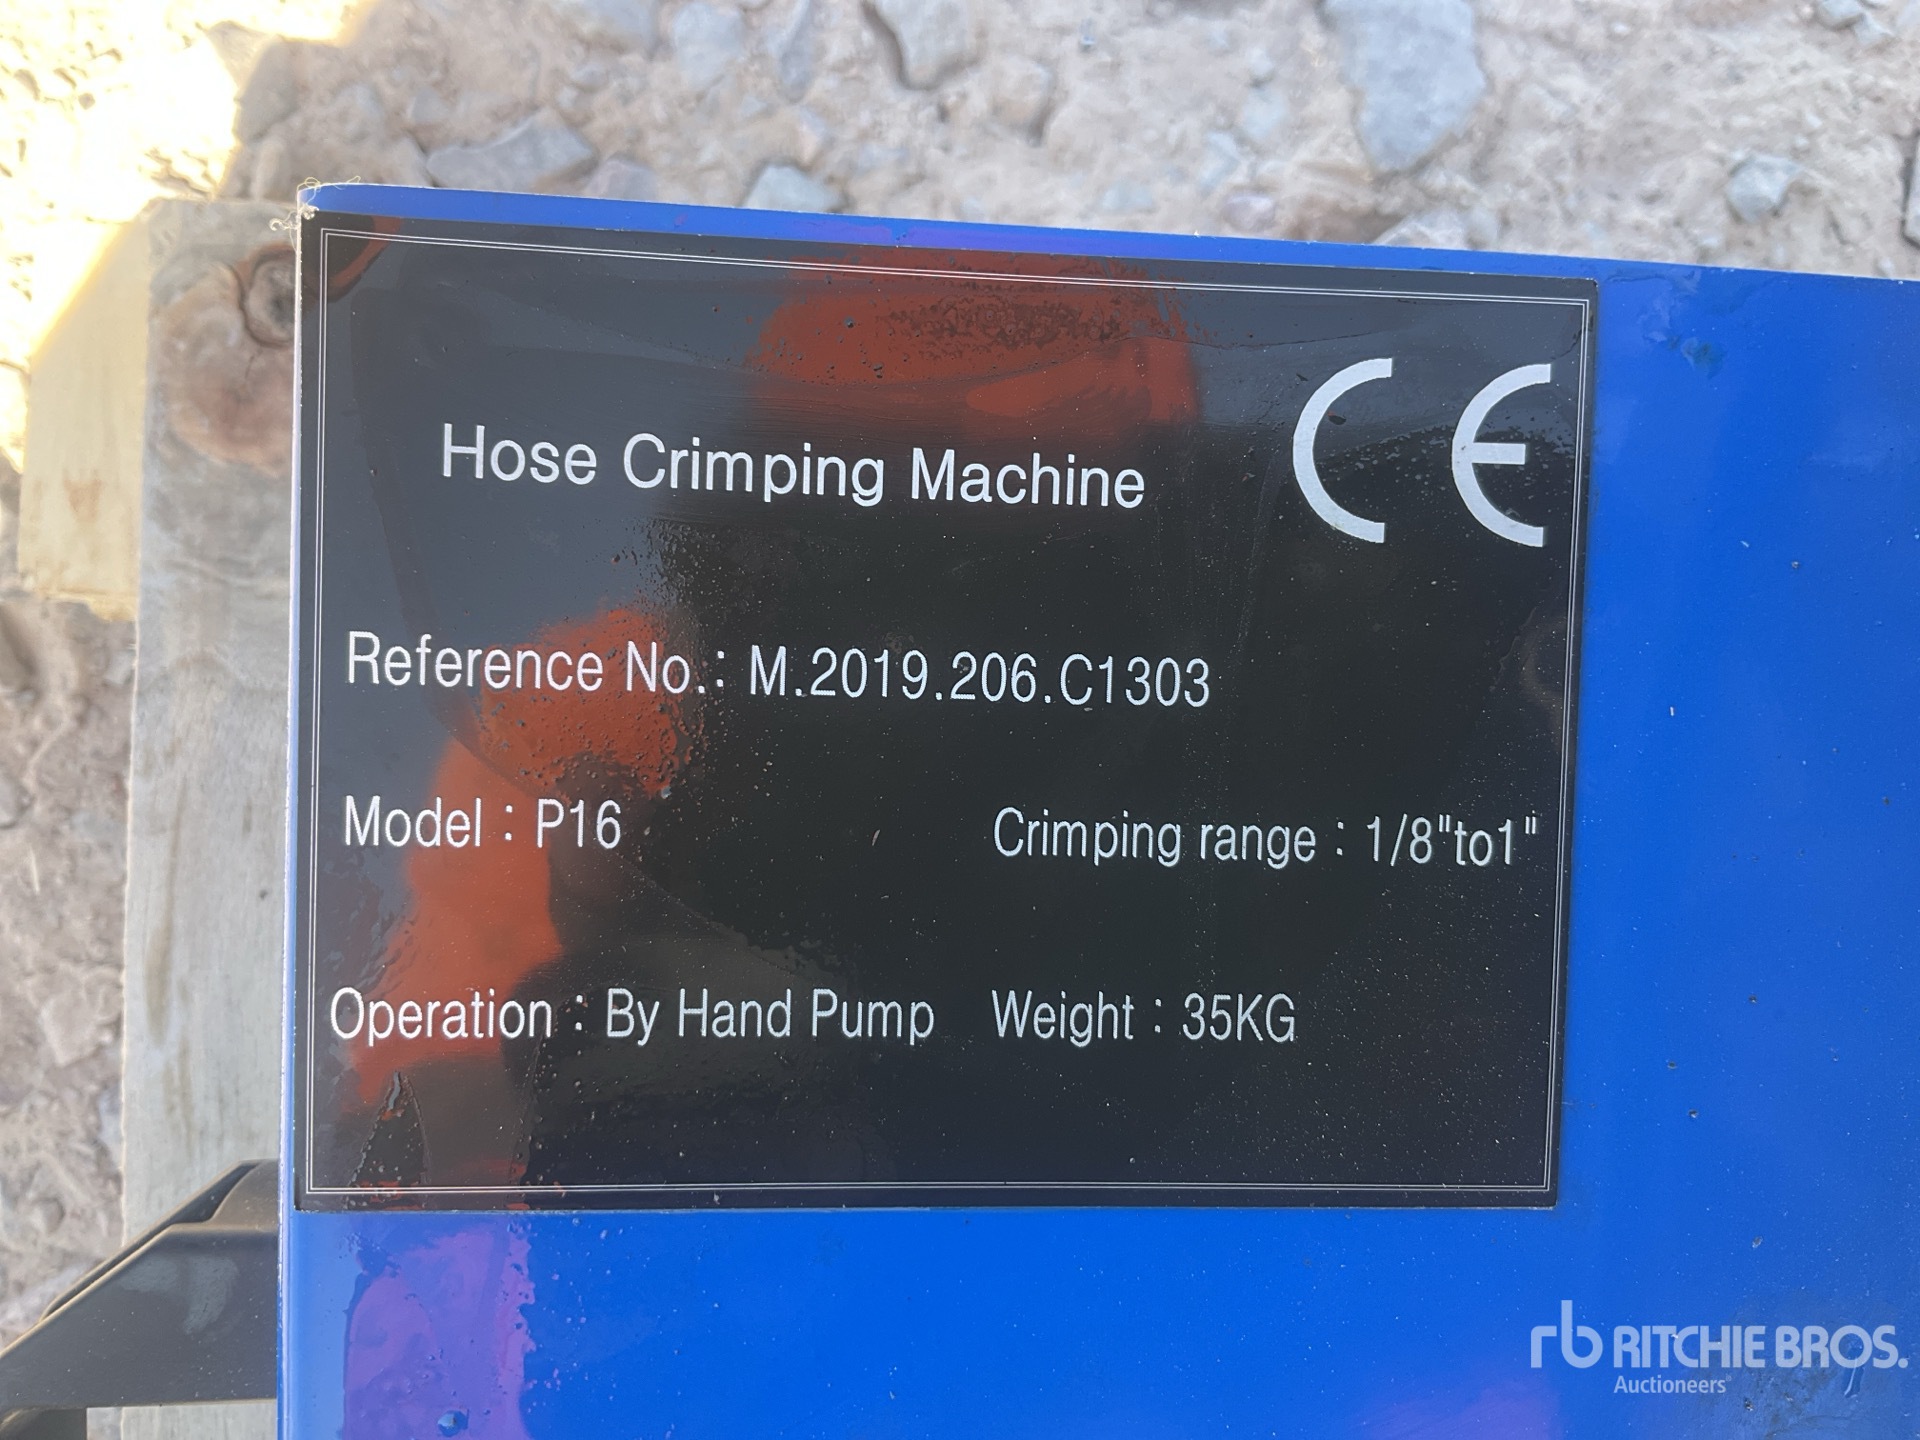 Hose Crimping Machine CE
Reference No.: M.2019.206.C1303
Model : P16 Crimping range : 1/8"to1"
Operation : By Hand Pump Weight : 35KG
rb RITCHIE BROS.
Auctioneers